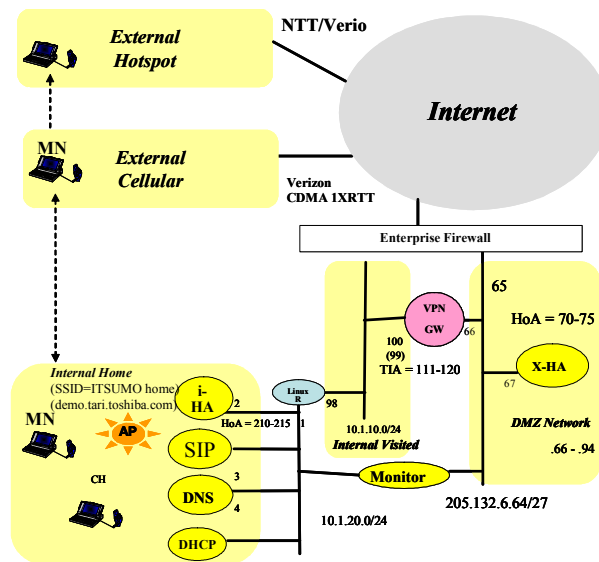 NTT/Verio
External
Hotspot
Internet
MN
External
Cellular
Verizon
CDMA 1XRTT
Enterprise Firewall
65
VPN
GW
66
HoA = 70-75
100
(99)
TIA = 111-120
X-HA
67
Internal Home
(SSID=ITSUMO home)
(demo.tari.toshiba.com)
i-
HA
2
Linux
R
98
HoA = 210-215
1
10.1.10.0/24
Internal Visited
DMZ Network
.66 - .94
MN
AP
SIP
CH
3
DNS
4
Monitor
205.132.6.64/27
10.1.20.0/24
DHCP